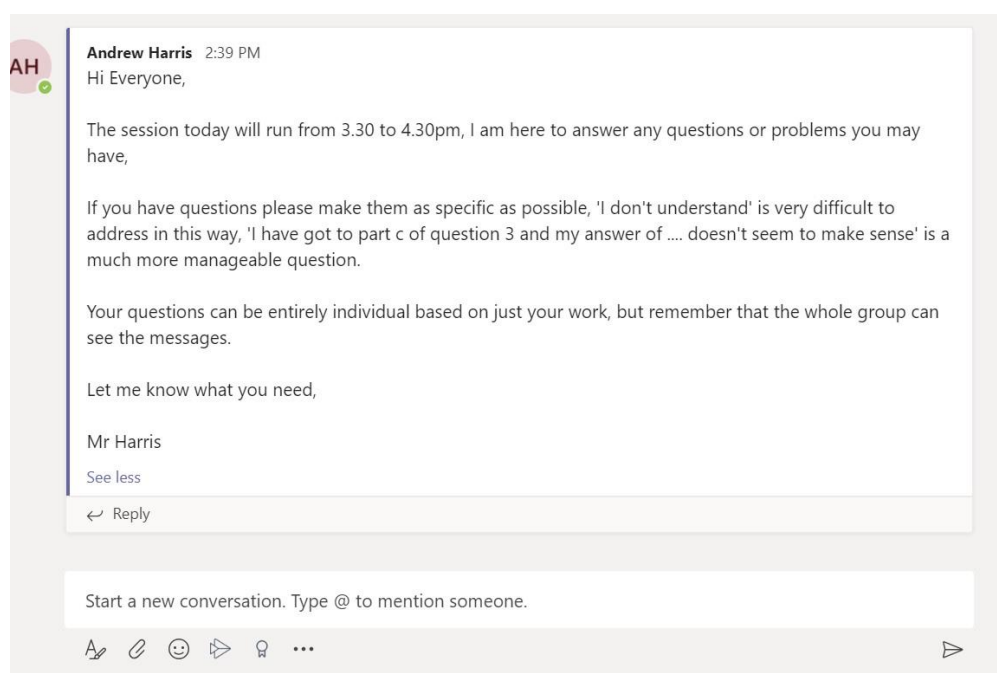 AH
Andrew Harris 2:39 PM
Hi Everyone,
The session today will run from 3.30 to 4.30pm, I am here to answer any questions or problems you may
have,
If you have questions please make them as specific as possible, 'I don't understand' is very difficult to
address in this way, 'I have got to part c of question 3 and my answer of .... doesn't seem to make sense' is a
much more manageable question.
Your questions can be entirely individual based on just your work, but remember that the whole group can
see the messages.
Let me know what you need,
Mr Harris
See less
Reply
Start a new conversation. Type @ to mention someone.